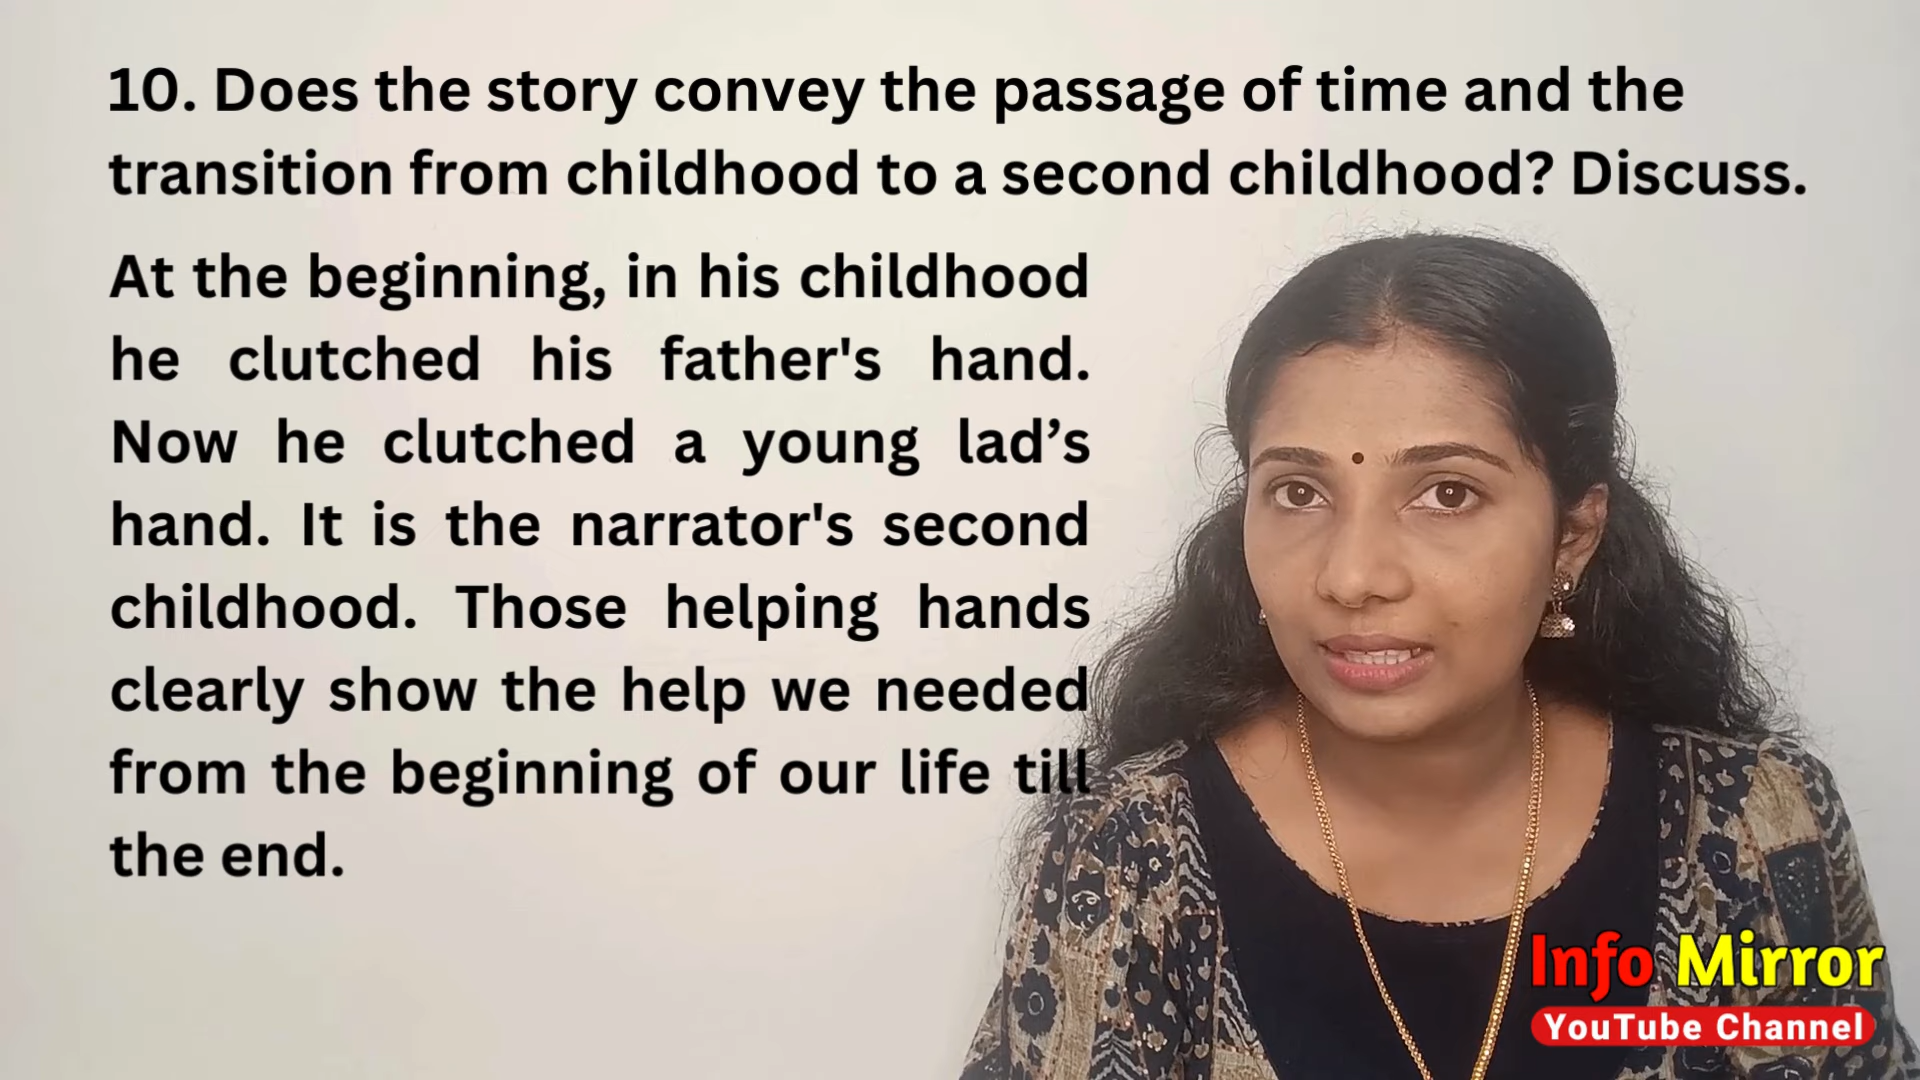 10. Does the story convey the passage of time and the
transition from childhood to a second childhood? Discuss.
At the beginning, in his childhood
he clutched his father's hand.
Now he clutched a young lad’s
hand. It is the narrator's second
childhood. Those helping hands
clearly show the help we needed
from the beginning of our life till
the end.
Info Mirror
YouTube Channel